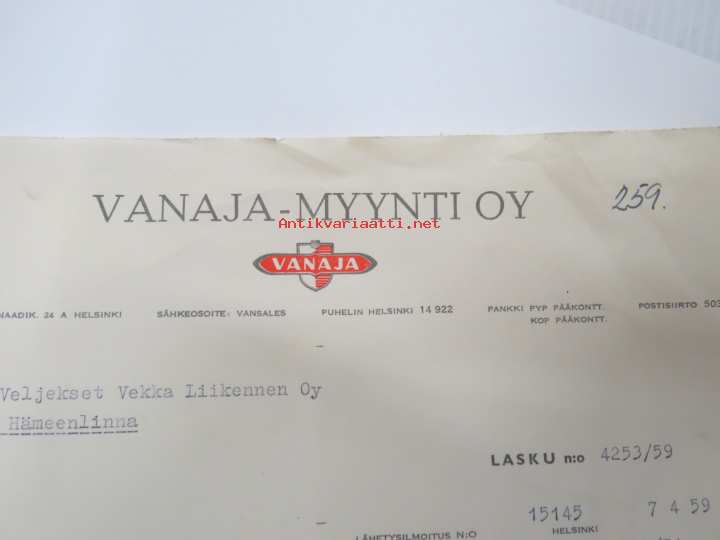 VANAJA-MYYNTI OY
259.
Antikvariaatti.net
VANAJA
24 A HELSINKI SÄHKEOSOITE: VANSALES PUHELIN HELSINKI 14 922 PANKKI PYP PÄÄKONTT. POSTISIIRTO 503
KOP PÄÄKONTT.
Veljekset Vekka Liikennen Oy
Hämeenlinna
LASKU n:o 4253/59
15145 7 4 59
LÄHETYSILMOITUS N:O HELSINKI